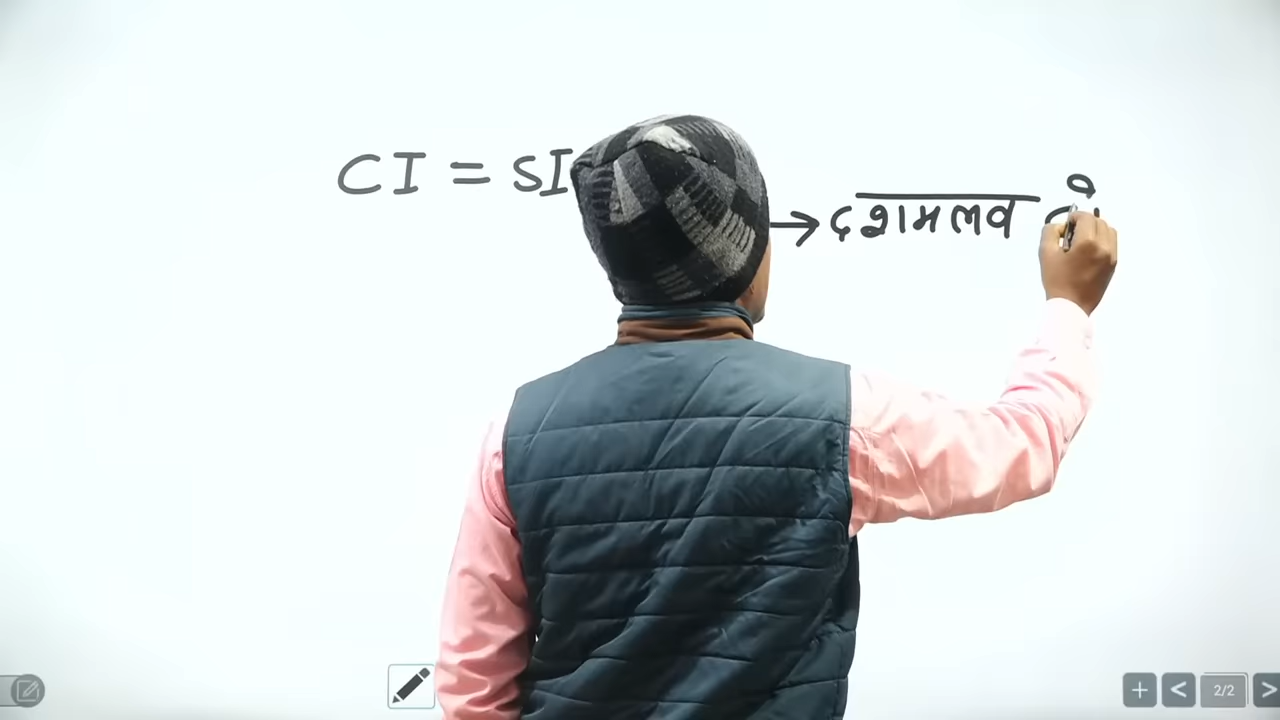 CI = SI
→ दशमलव
2/2